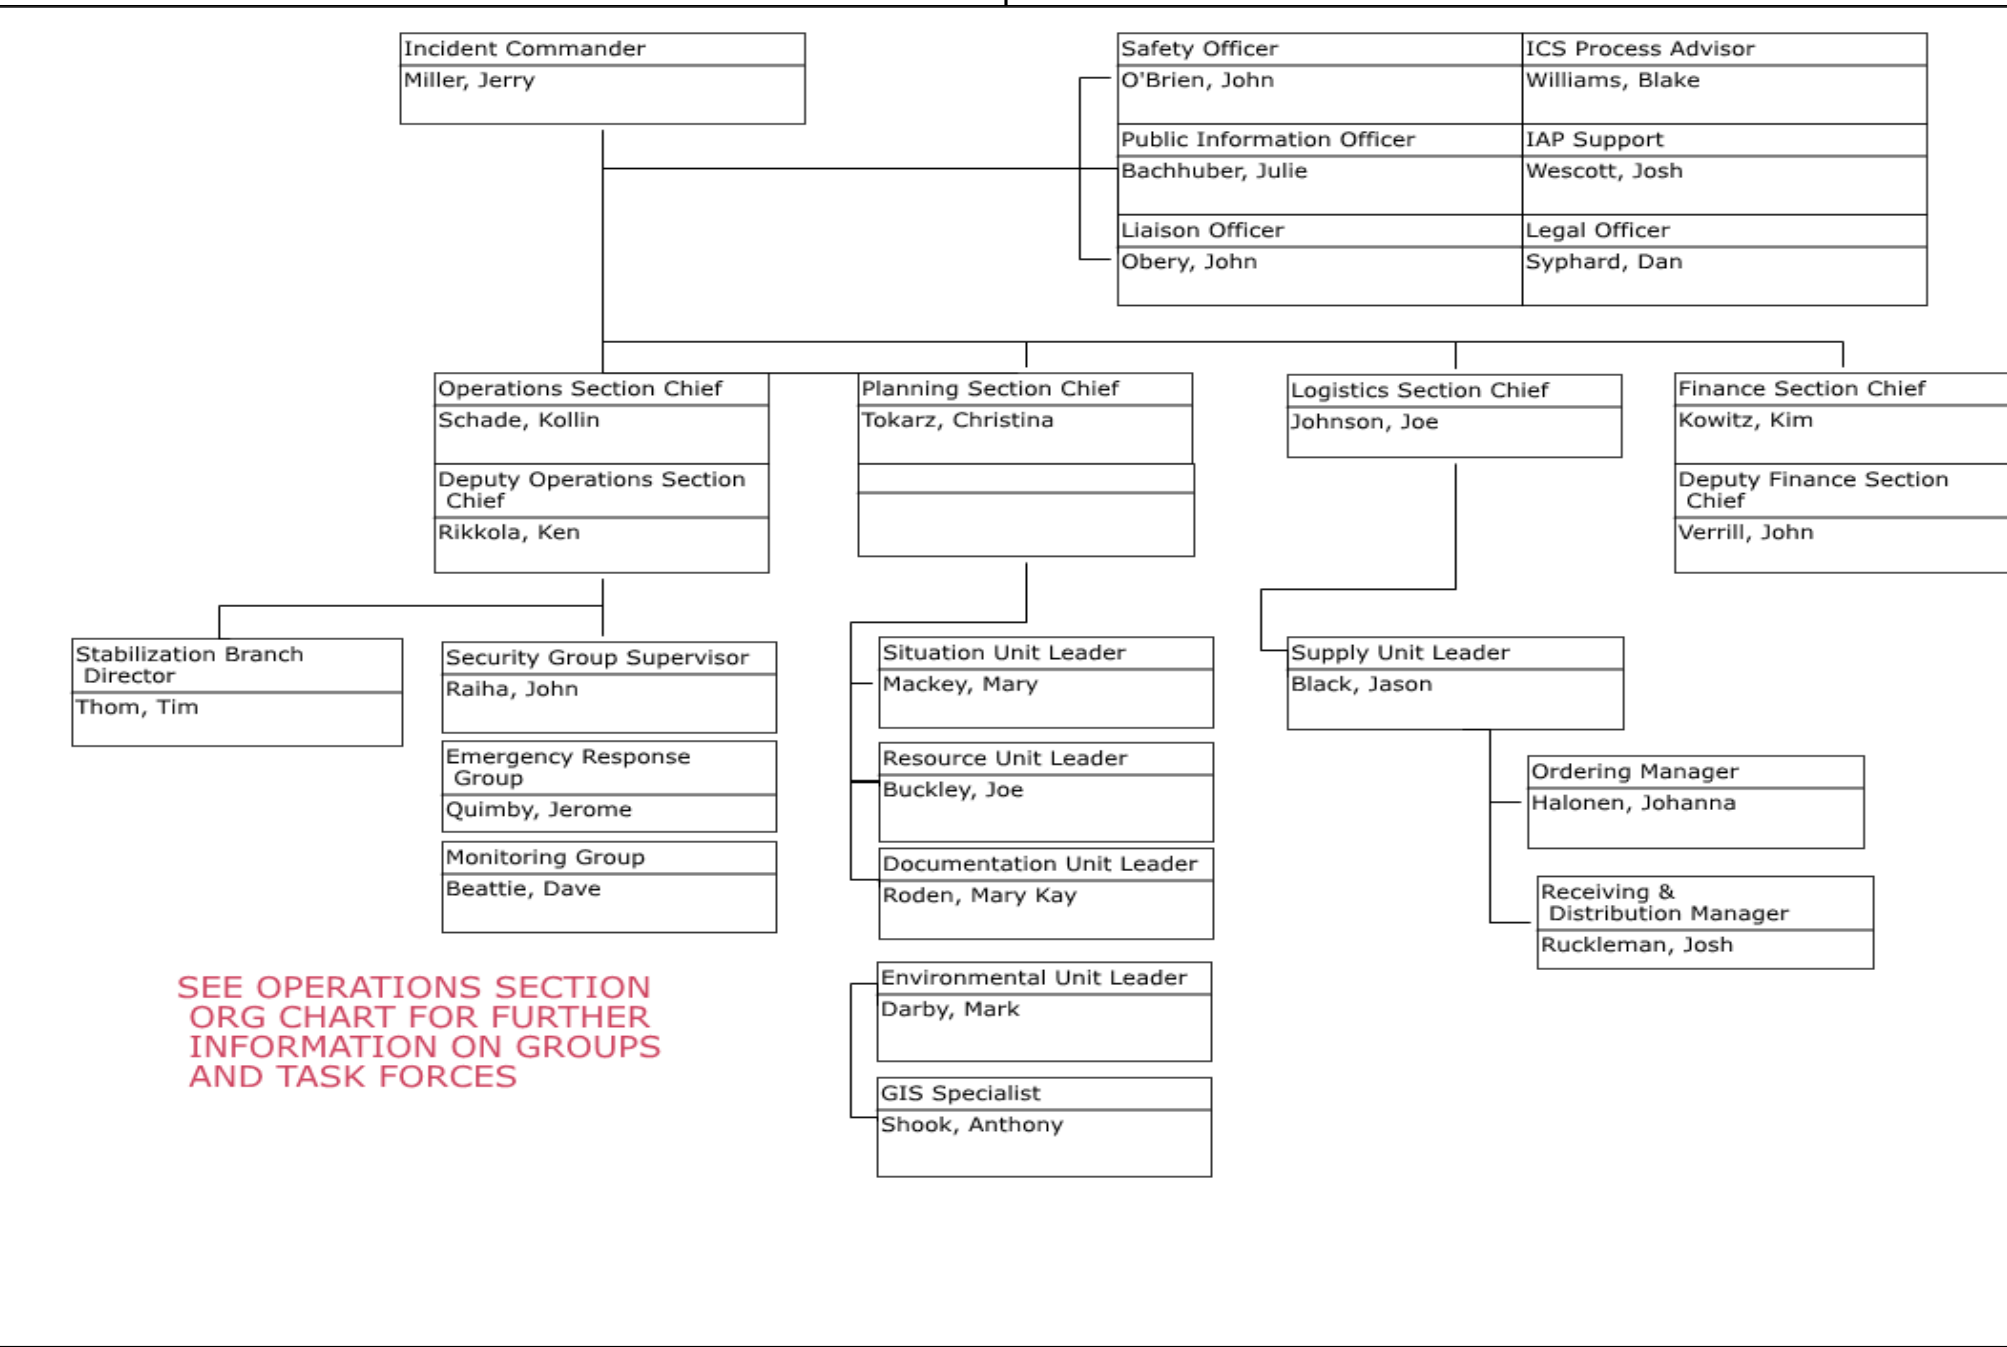 Incident Commander
Miller, Jerry
Safety Officer
O'Brien, John
ICS Process Advisor
Williams, Blake
Public Information Officer
Bachhuber, Julie
IAP Support
Wescott, Josh
Liaison Officer
Obery, John
Legal Officer
Syphard, Dan
Operations Section Chief
Schade, Kollin
Deputy Operations Section
Chief
Rikkola, Ken
Planning Section Chief
Tokarz, Christina
Logistics Section Chief
Johnson, Joe
Finance Section Chief
Kowitz, Kim
Deputy Finance Section
Chief
Verrill, John
Stabilization Branch
Director
Thom, Tim
Security Group Supervisor
Raiha, John
Emergency Response
Group
Quimby, Jerome
Monitoring Group
Beattie, Dave
Situation Unit Leader
Mackey, Mary
Resource Unit Leader
Buckley, Joe
Documentation Unit Leader
Roden, Mary Kay
Environmental Unit Leader
Darby, Mark
GIS Specialist
Shook, Anthony
Supply Unit Leader
Black, Jason
Ordering Manager
Halonen, Johanna
Receiving &
Distribution Manager
Ruckleman, Josh
SEE OPERATIONS SECTION
ORG CHART FOR FURTHER
INFORMATION ON GROUPS
AND TASK FORCES